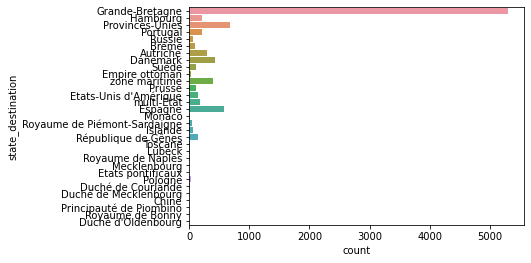 Grande-Bretagne
Hambourg
Provinces-Unies
Portugal
Russie
Brême
Autriche
Danemark
Suède
Empire ottoman
zone maritime
Prusse
Etats-Unis d'Amérique
multi-Etat
Espagne
Monaco
Royaume de Piémont-Sardaigne
Islande
République de Gênes
Toscane
Lubeck
Royaume de Naples
Mecklenbourg
Etats pontificaux
Pologne
Duché de Courlande
Duché de Mecklenbourg
Chine
Principauté de Piombino
Royaume de Bonny
Duché d'Oldenbourg
state_destination
0 1000 2000 3000 4000 5000
count